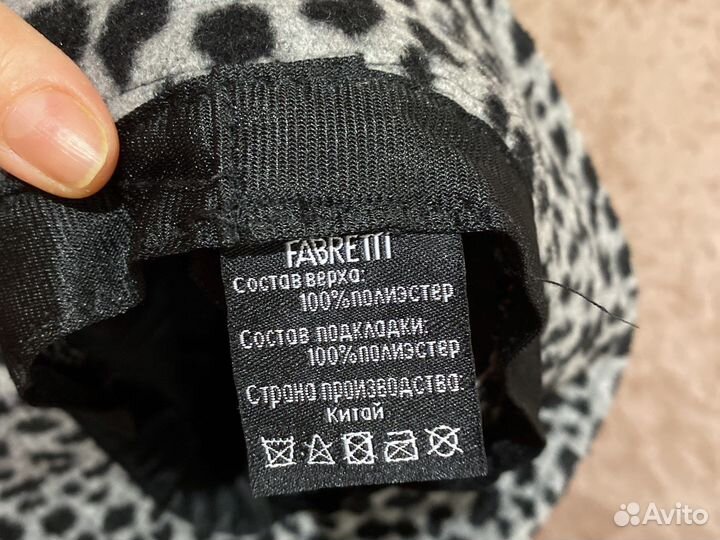 FABRETTI
Состав верха:
100%полиэстер
Состав подкладки:
100%полиэстер
Страна производства:
Китай
Avito